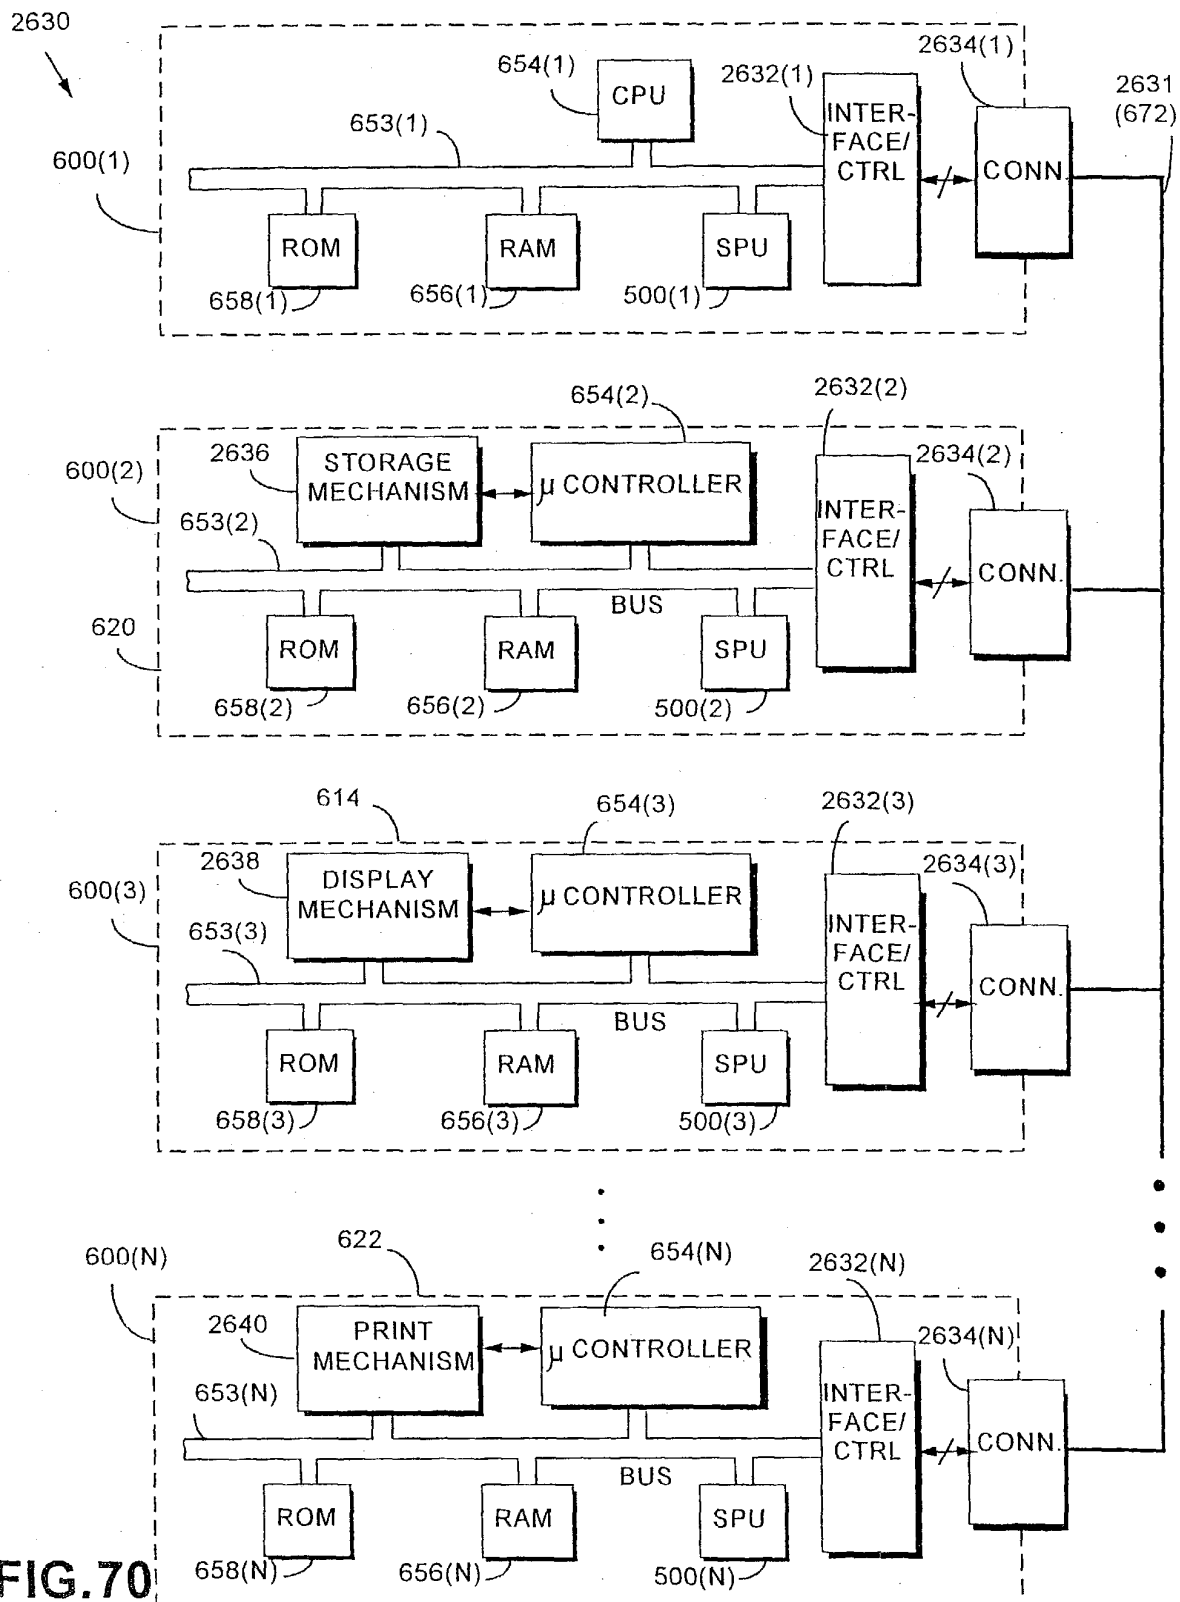 2630
654(1)
2632(1)
2634(1)
2631
(672)
CPU
653(1)
INTER-
FACE/
CTRL
CONN.
600(1)
ROM
RAM
SPU
658(1)
656(1)
500(1)
654(2)
2632(2)
600(2)
2636
STORAGE
MECHANISM
μ CONTROLLER
2634(2)
653(2)
INTER-
FACE/
CTRL
CONN.
BUS
620
ROM
RAM
SPU
658(2)
656(2)
500(2)
614
654(3)
2632(3)
600(3)
2638
DISPLAY
MECHANISM
μ CONTROLLER
2634(3)
653(3)
INTER-
FACE/
CTRL
CONN.
BUS
ROM
RAM
SPU
658(3)
656(3)
500(3)
600(N)
622
654(N)
2632(N)
2640
PRINT
MECHANISM
μ CONTROLLER
2634(N)
653(N)
INTER-
FACE/
CTRL
CONN.
BUS
ROM
RAM
SPU
658(N)
656(N)
500(N)
FIG.70